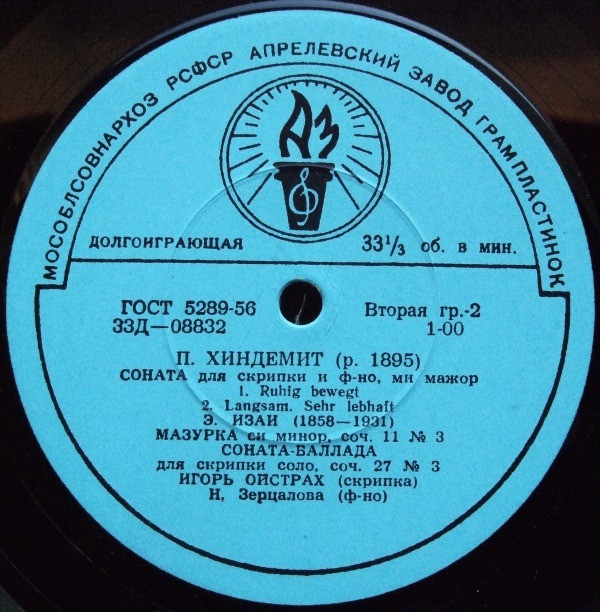 МОСОБЛСОВНАРХОЗ РСФСР АПРЕЛЕВСКИЙ ЗАВОД ГРАМПЛАСТИНОК
АЗ
ДОЛГОИГРАЮЩАЯ 33 1/3 об. в мин.
ГОСТ 5289-56 Вторая гр.-2
33Д—08832 1-00
П. ХИНДЕМИТ (р. 1895)
СОНАТА для скрипки и ф-но, ми мажор
1. Ruhig bewegt
2. Langsam. Sehr lebhaft
Э. ИЗАИ (1858—1931)
МАЗУРКА си минор, соч. 11 № 3
СОНАТА-БАЛЛАДА
для скрипки соло, соч. 27 № 3
ИГОРЬ ОЙСТРАХ (скрипка)
Н. Зерцалова (ф-но)